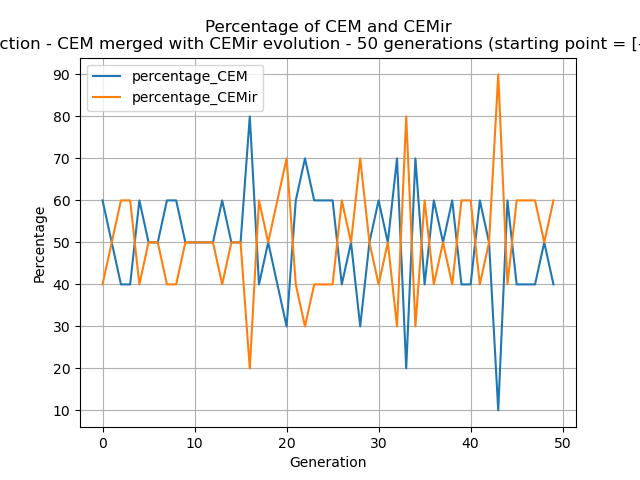 Percentage of CEM and CEMir
ction - CEM merged with CEMir evolution - 50 generations (starting point = [-
percentage_CEM
percentage_CEMir
90
80
70
60
50
40
30
20
10
Percentage
0
10
20
30
40
50
Generation